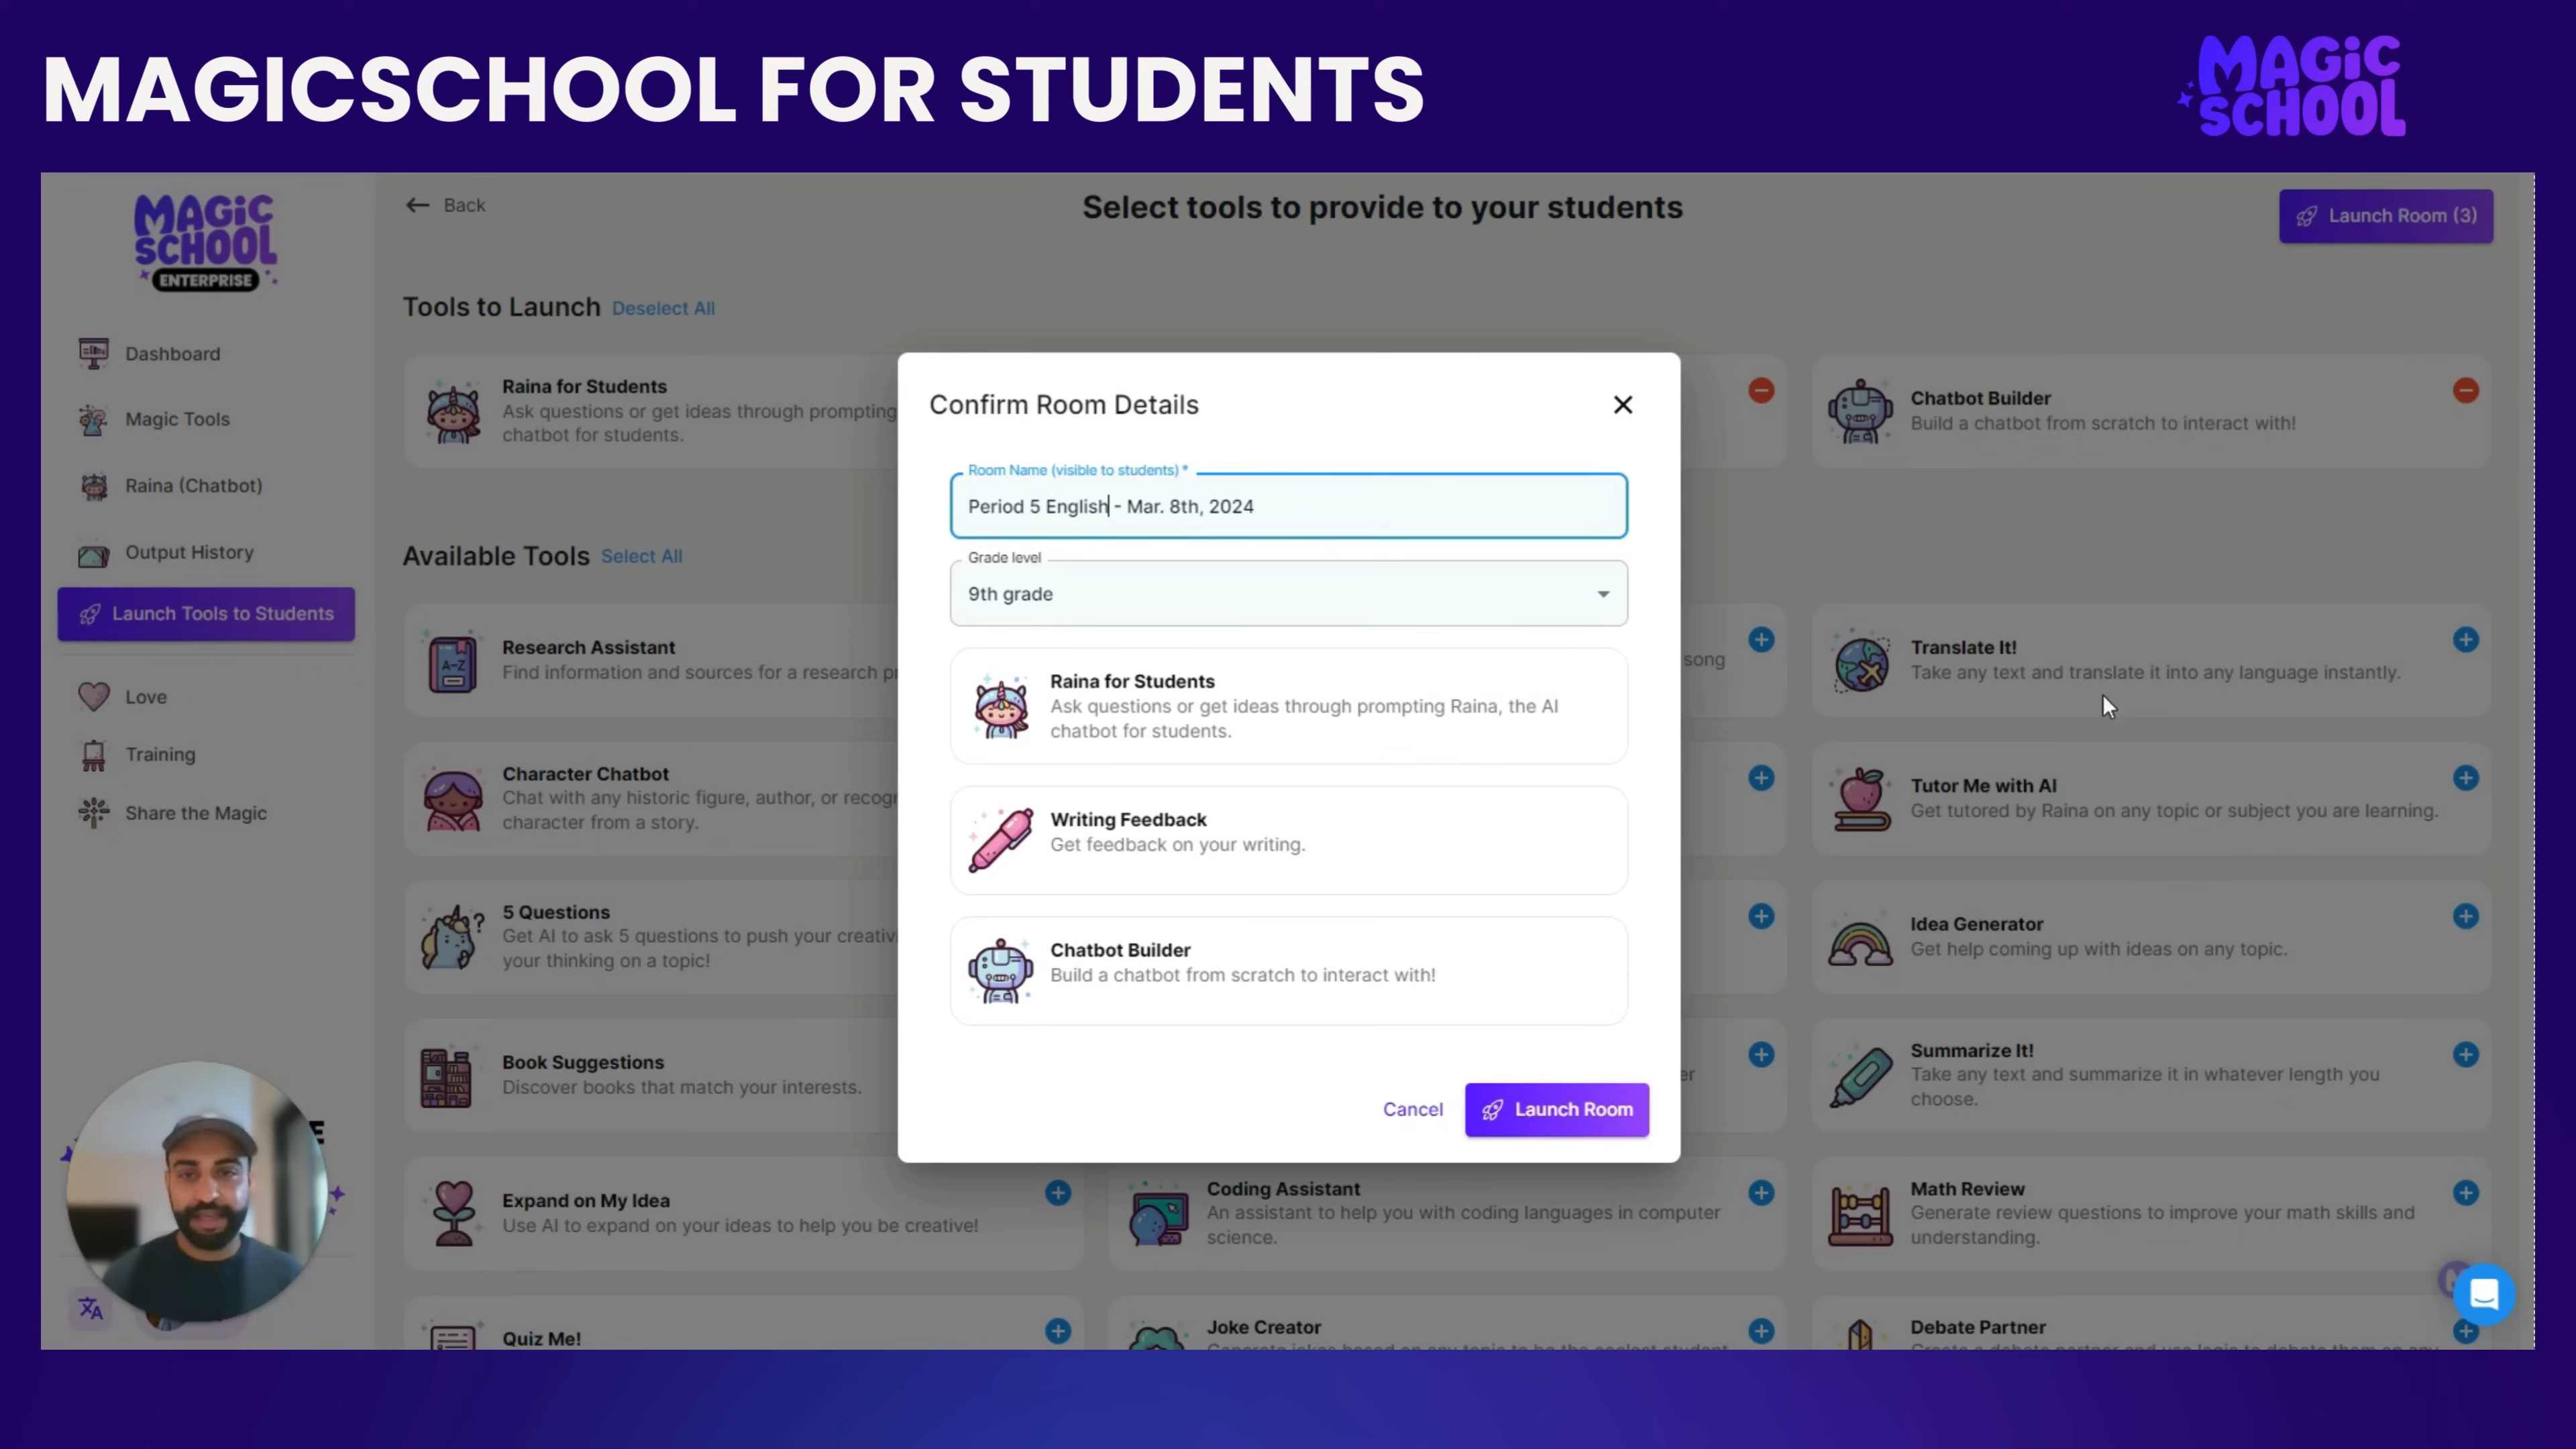 MAGICSCHOOL FOR STUDENTS
MAGiC
SCHOOL
MAGiC
SCHOOL
ENTERPRISE
Dashboard
Magic Tools
Raina (Chatbot)
Output History
Launch Tools to Students
Love
Training
Share the Magic
Back
Select tools to provide to your students
Launch Room (3)
Tools to Launch Deselect All
Raina for Students
Ask questions or get ideas through prompting
chatbot for students.
Chatbot Builder
Build a chatbot from scratch to interact with!
Available Tools Select All
Research Assistant
Find information and sources for a research
song
Translate It!
Take any text and translate it into any language instantly.
Character Chatbot
Chat with any historic figure, author, or
character from a story.
Tutor Me with AI
Get tutored by Raina on any topic or subject you are learning.
5 Questions
Get AI to ask 5 questions to push your
your thinking on a topic!
Idea Generator
Get help coming up with ideas on any topic.
Book Suggestions
Discover books that match your interests.
er
Summarize It!
Take any text and summarize it in whatever length you
choose.
Expand on My Idea
Use AI to expand on your ideas to help you be creative!
Coding Assistant
An assistant to help you with coding languages in computer
science.
Math Review
Generate review questions to improve your math skills and
understanding.
Quiz Me!
Joke Creator
Debate Partner
Confirm Room Details
Room Name (visible to students) *
Period 5 English - Mar. 8th, 2024
Grade level
9th grade
Raina for Students
Ask questions or get ideas through prompting Raina, the AI
chatbot for students.
Writing Feedback
Get feedback on your writing.
Chatbot Builder
Build a chatbot from scratch to interact with!
Cancel
Launch Room